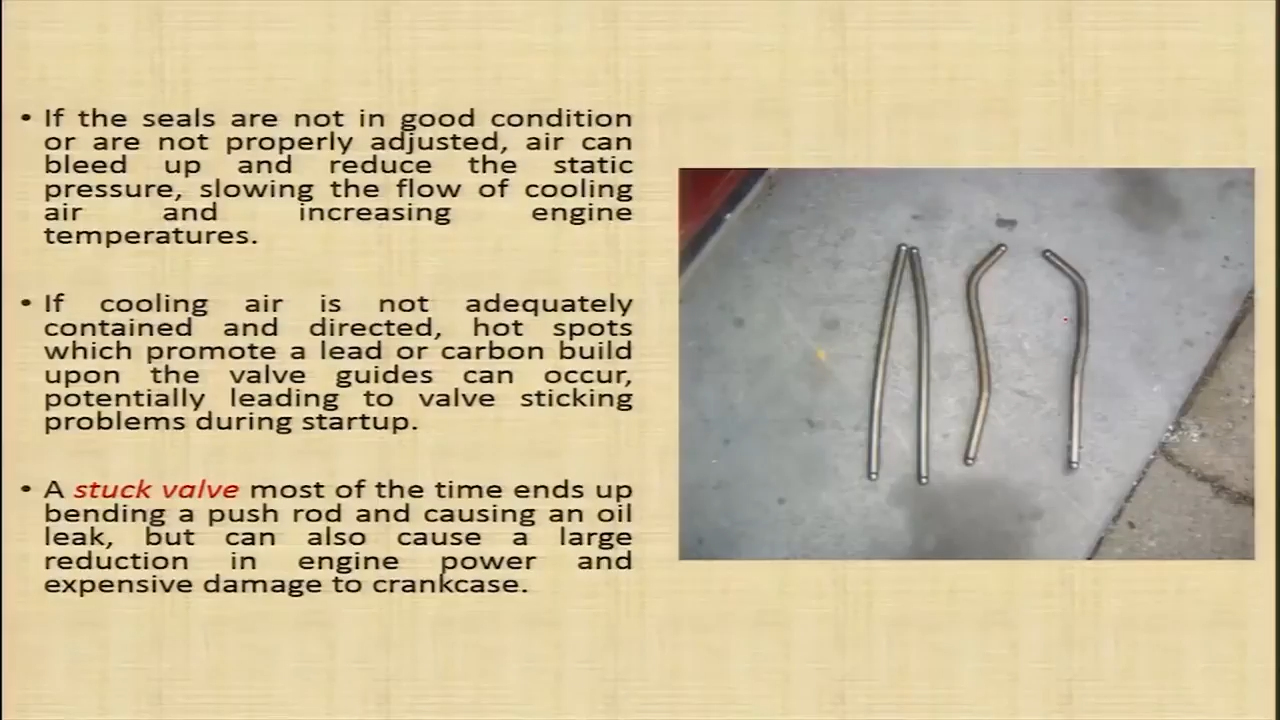 • If the seals are not in good condition
or are not properly adjusted, air can
bleed up and reduce the static
pressure, slowing the flow of cooling
air and increasing engine
temperatures.
• If cooling air is not adequately
contained and directed, hot spots
which promote a lead or carbon build
upon the valve guides can occur,
potentially leading to valve sticking
problems during startup.
• A stuck valve most of the time ends up
bending a push rod and causing an oil
leak, but can also cause a large
reduction in engine power and
expensive damage to crankcase.